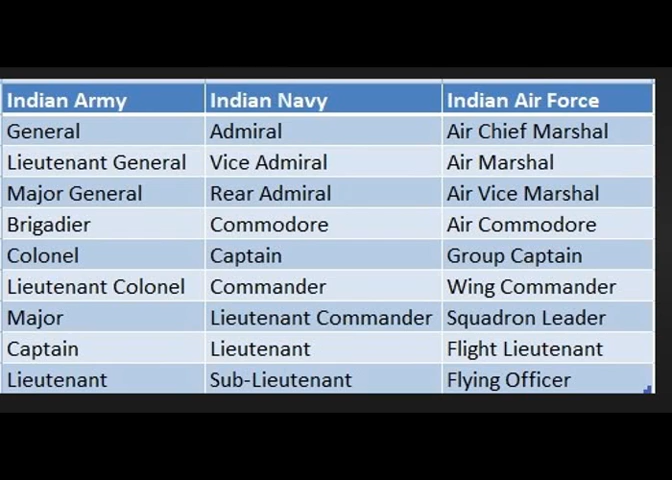 Indian Army Indian Navy Indian Air Force
General Admiral Air Chief Marshal
Lieutenant General Vice Admiral Air Marshal
Major General Rear Admiral Air Vice Marshal
Brigadier Commodore Air Commodore
Colonel Captain Group Captain
Lieutenant Colonel Commander Wing Commander
Major Lieutenant Commander Squadron Leader
Captain Lieutenant Flight Lieutenant
Lieutenant Sub-Lieutenant Flying Officer